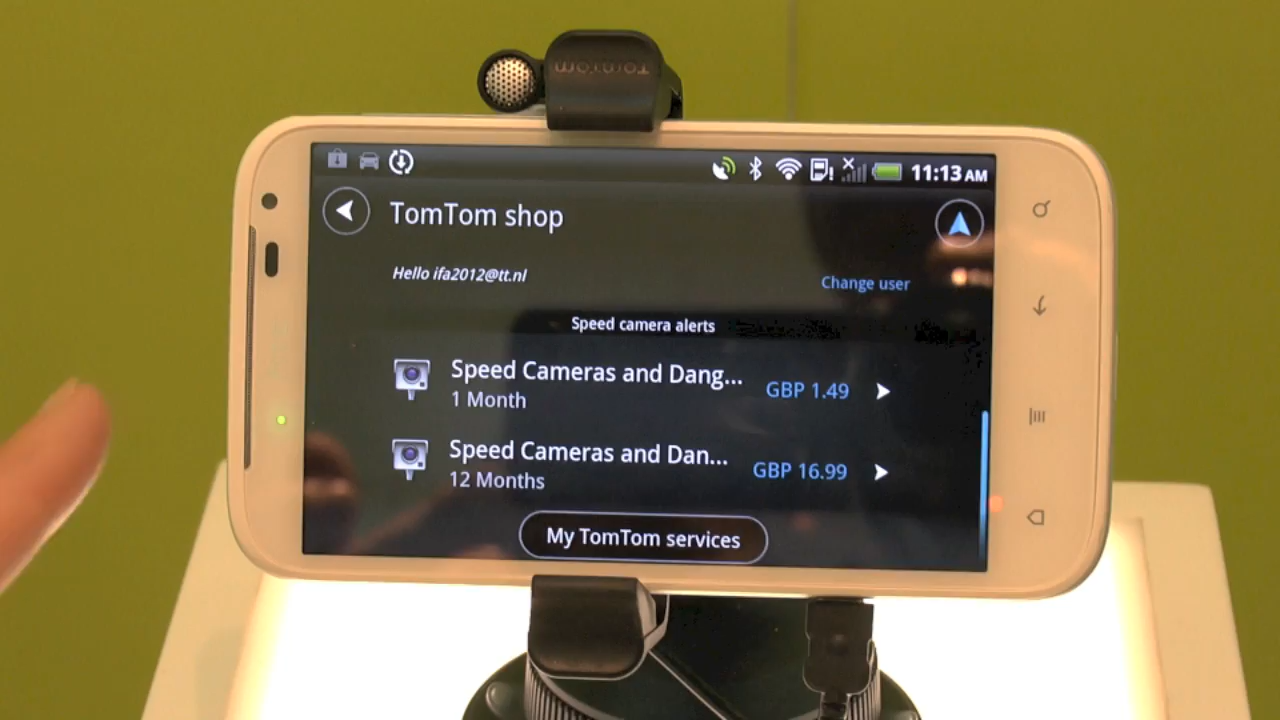 TomTom
11:13 AM
TomTom shop
Hello ifa2012@tt.nl
Change user
Speed camera alerts
Speed Cameras and Dang...
GBP 1.49
1 Month
Speed Cameras and Dan...
GBP 16.99
12 Months
My TomTom services